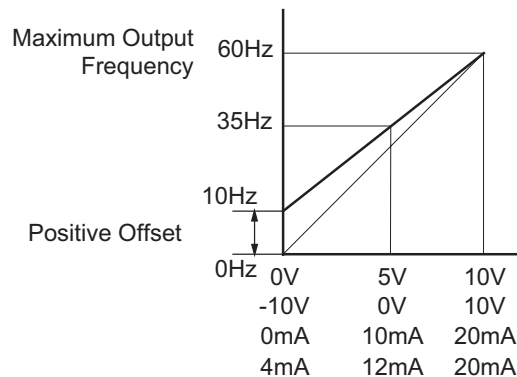 Maximum Output
Frequency
60Hz
35Hz
10Hz
Positive Offset
0Hz
0V 5V 10V
-10V 0V 10V
0mA 10mA 20mA
4mA 12mA 20mA